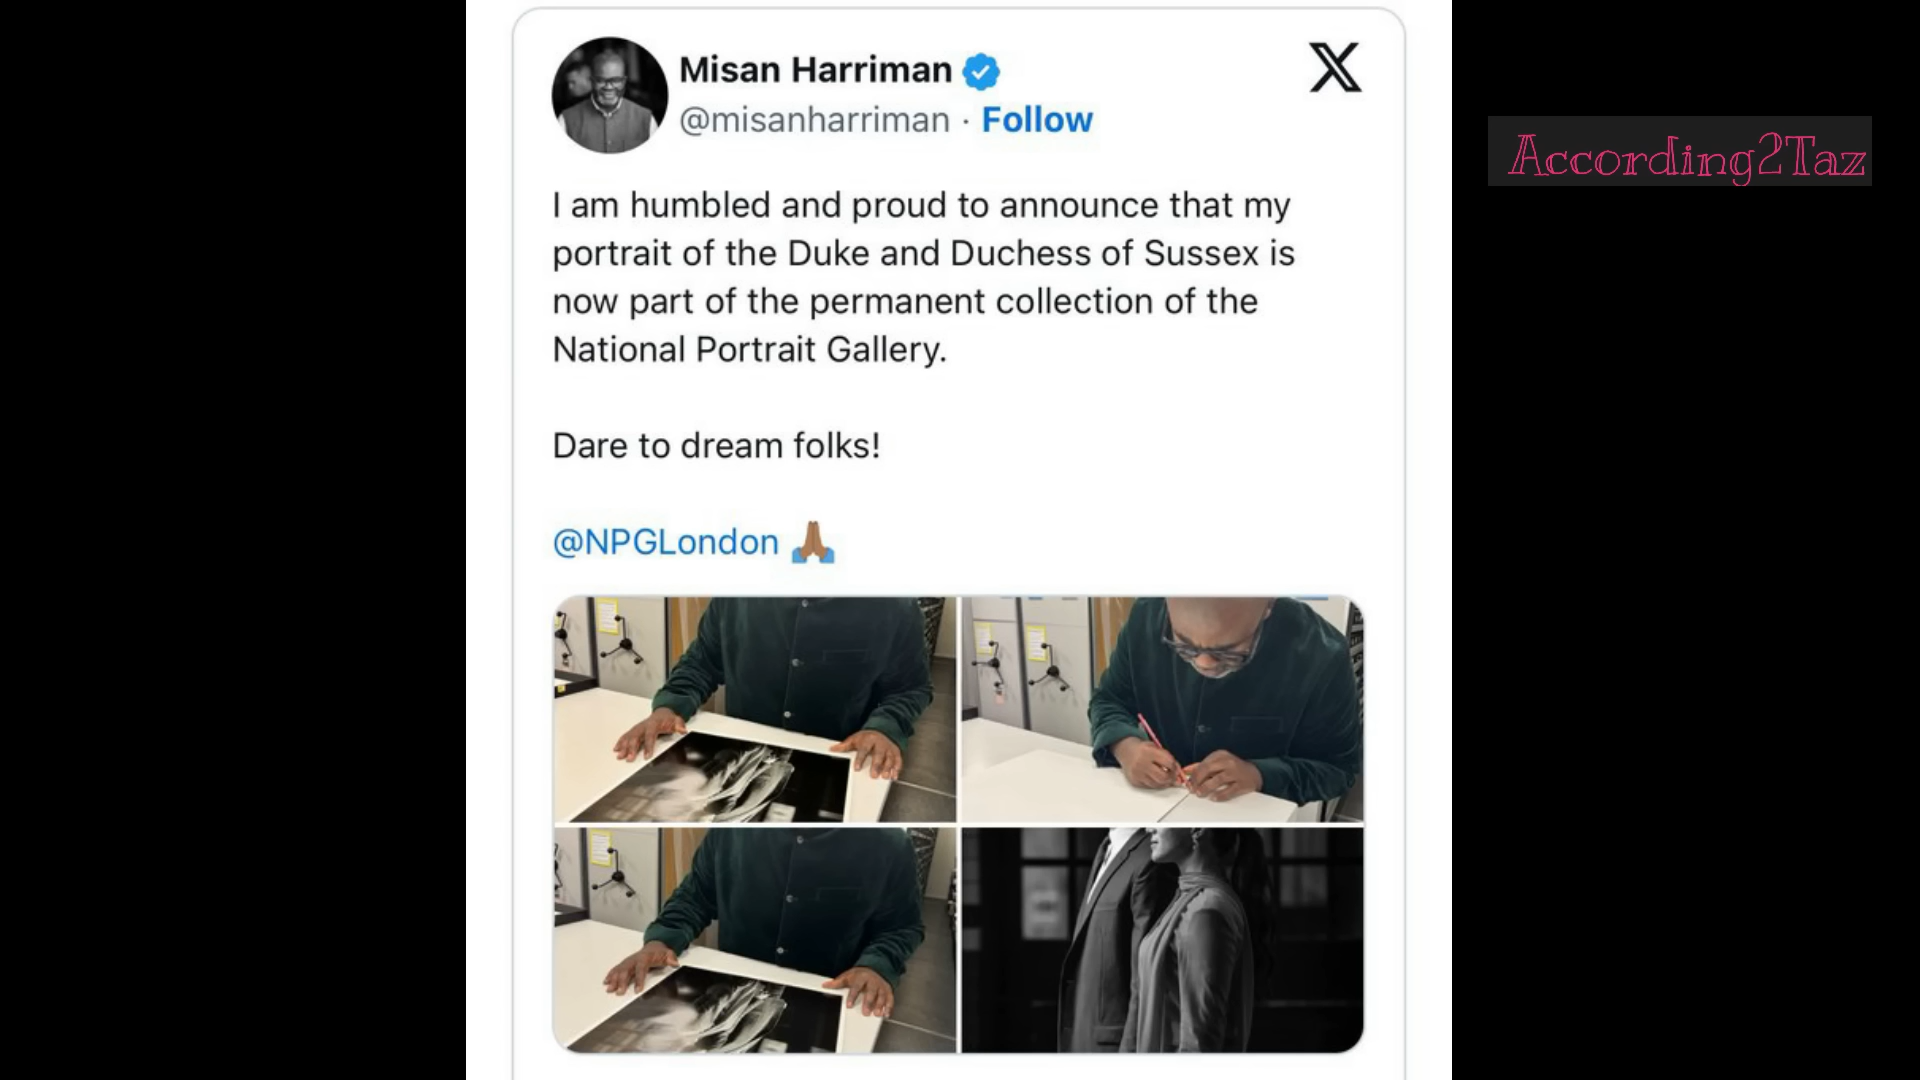 Misan Harriman
@misanharriman · Follow
I am humbled and proud to announce that my
portrait of the Duke and Duchess of Sussex is
now part of the permanent collection of the
National Portrait Gallery.
Dare to dream folks!
@NPGLondon 🙏🏾
According2Taz